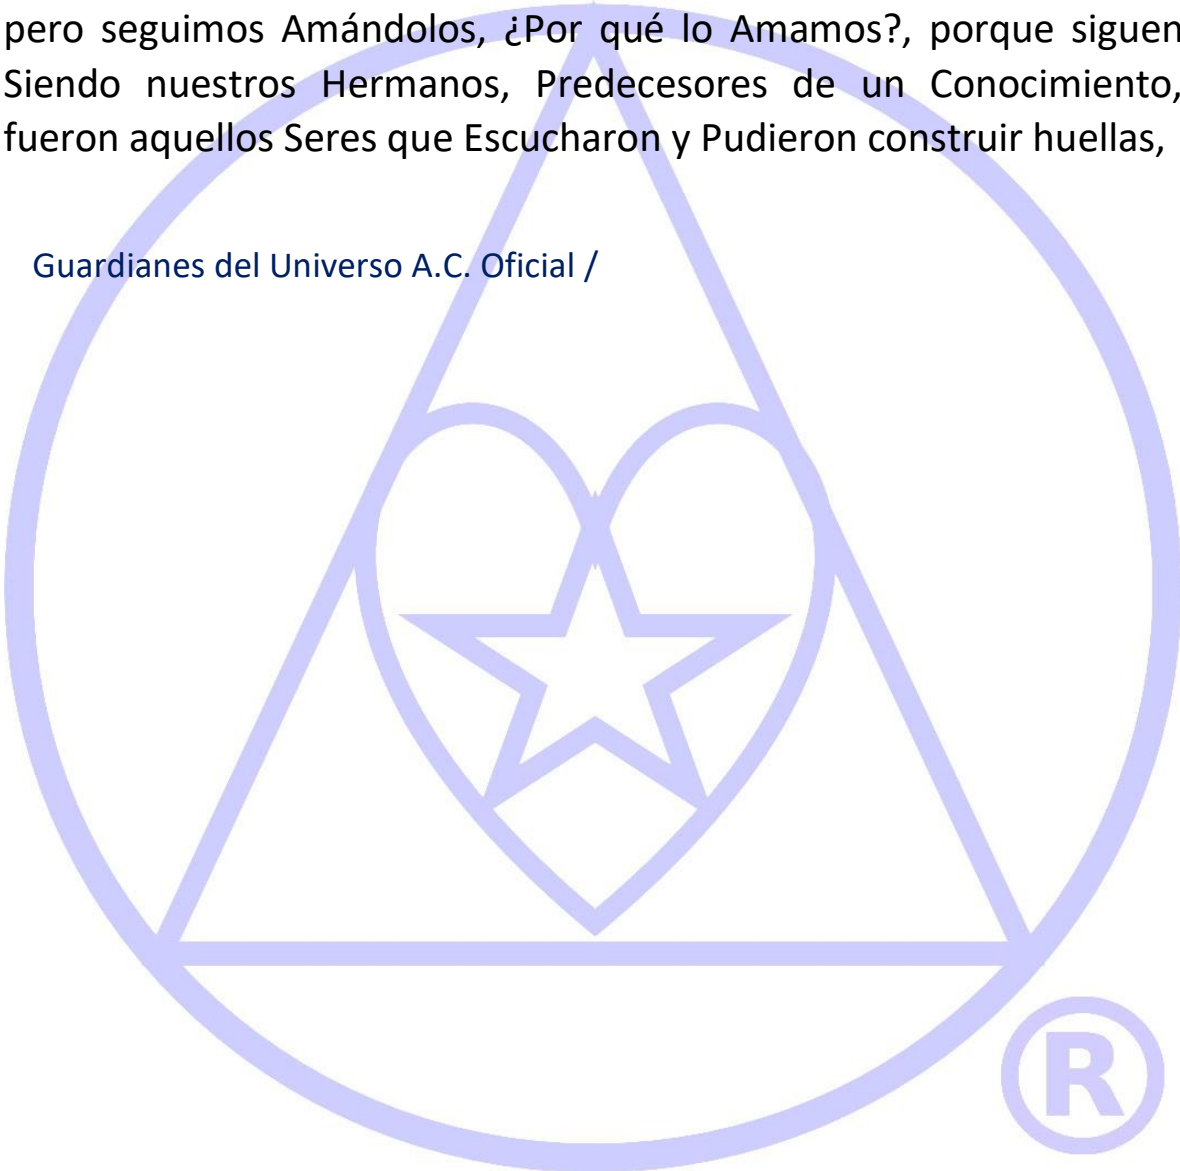 pero seguimos Amándolos, ¿Por qué lo Amamos?, porque siguen
Siendo nuestros Hermanos, Predecesores de un Conocimiento,
fueron aquellos Seres que Escucharon y Pudieron construir huellas,
Guardianes del Universo A.C. Oficial /
®